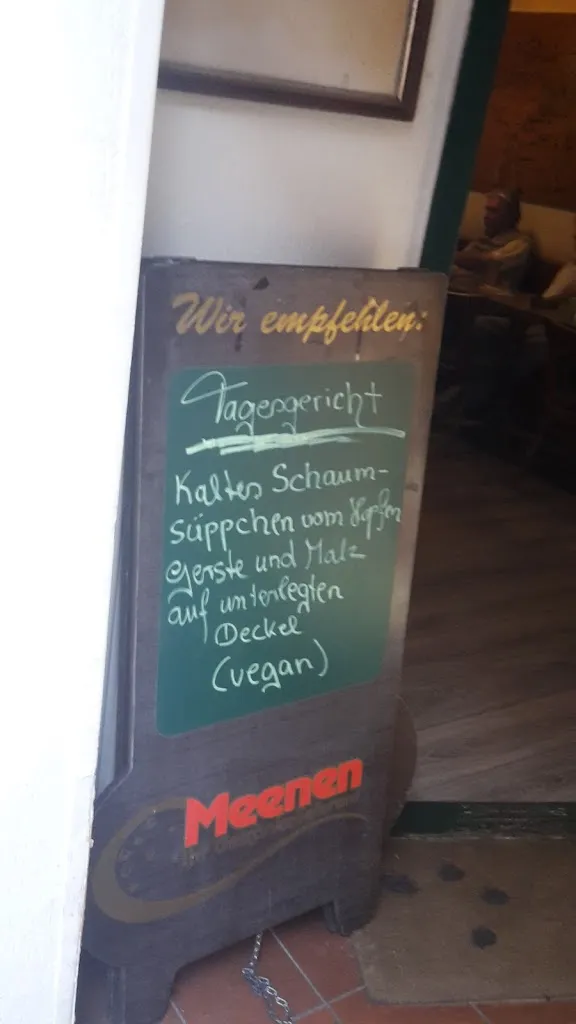 Wir empfehlen:
Tagesgericht
Kaltes Schaum-
süppchen vom Hopfen
Gerste und Malz
auf unterlegten
Deckel
(vegan)
Meenen